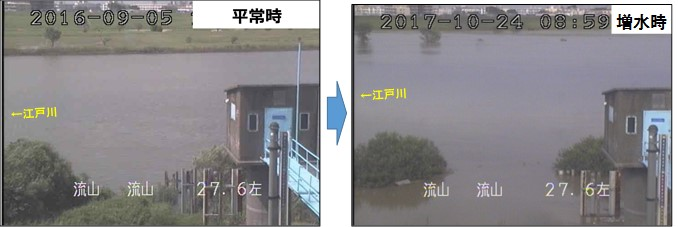 2016-09-05
平常時
←江戸川
流山 流山 27.6左
2017-10-24 08:59
増水時
←江戸川
流山 流山 27.6左